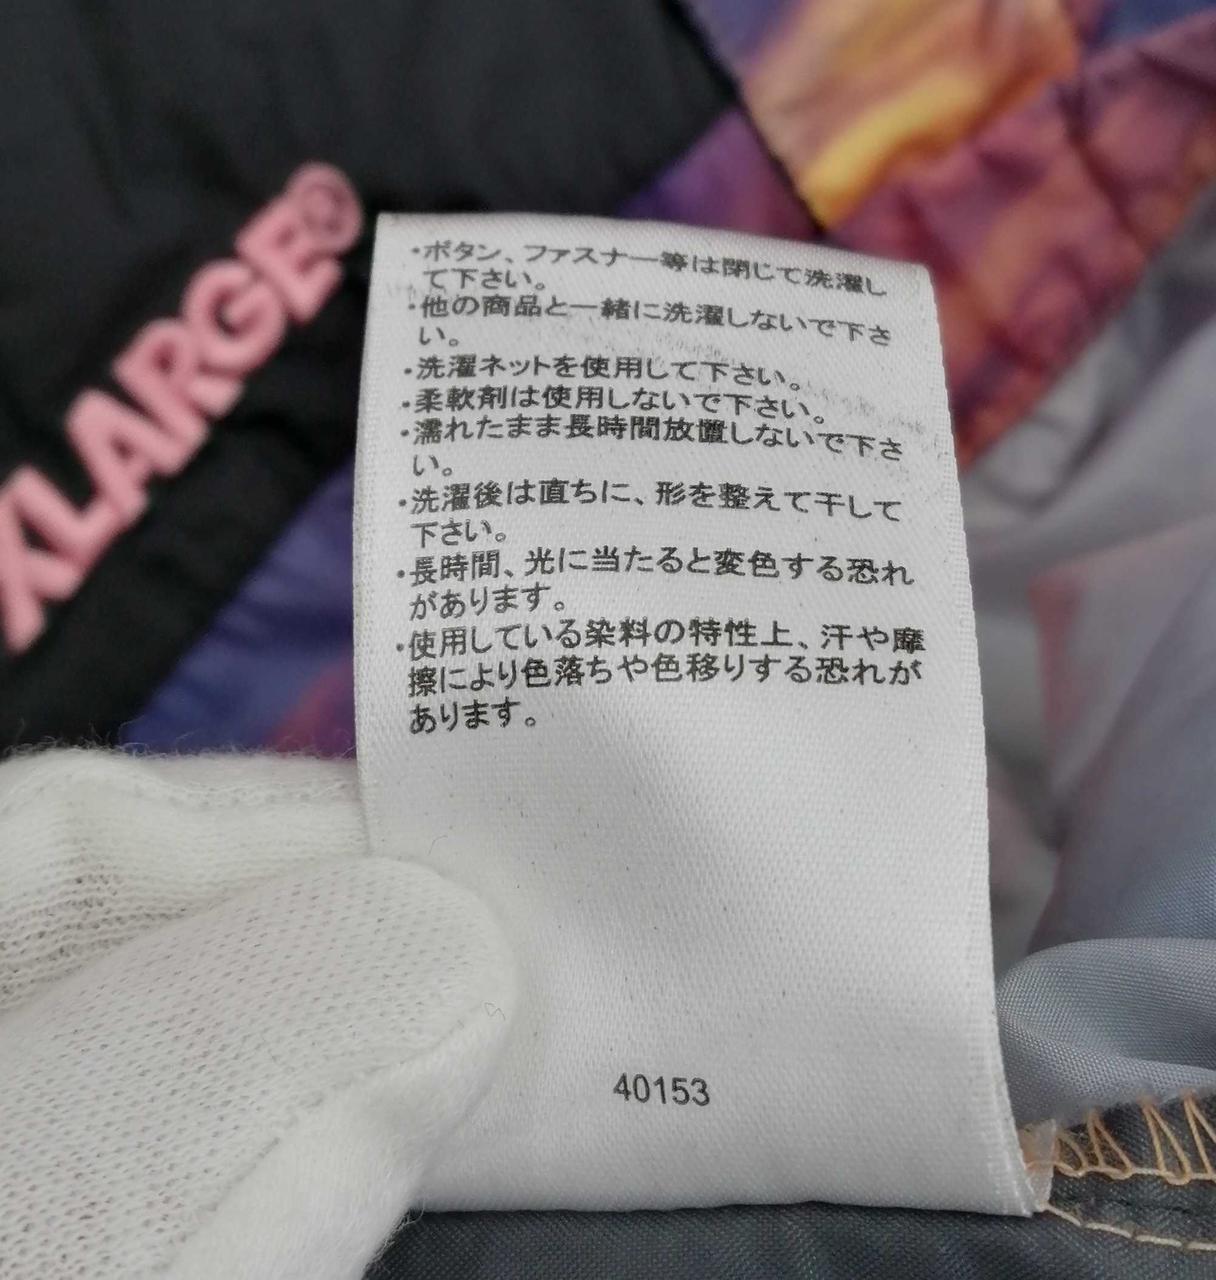 XLARGE®
・ボタン、ファスナー等は閉じて洗濯し
て下さい。
・他の商品と一緒に洗濯しないで下さ
い。
・洗濯ネットを使用して下さい。
・柔軟剤は使用しないで下さい。
・濡れたまま長時間放置しないで下さ
い。
・洗濯後は直ちに、形を整えて干して
下さい。
・長時間、光に当たると変色する恐れ
があります。
・使用している染料の特性上、汗や摩
擦により色落ちや色移りする恐れが
あります。
40153